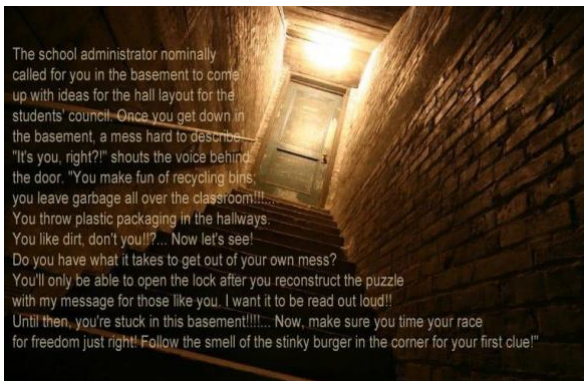 The school administrator nominally
called for you in the basement to come
up with ideas for the hall layout for the
students' council. Once you get down in
the basement, a mess hard to describe
"It's you, right?!" shouts the voice behind
the door. "You make fun of recycling bins;
you leave garbage all over the classroom!!!...
You throw plastic packaging in the hallways.
You like dirt, don't you!!?... Now let's see!
Do you have what it takes to get out of your own mess?
You'll only be able to open the lock after you reconstruct the puzzle
with my message for those like you. I want it to be read out loud!!
Until then, you're stuck in this basement!!!!... Now, make sure you time your race
for freedom just right! Follow the smell of the stinky burger in the corner for your first clue!"